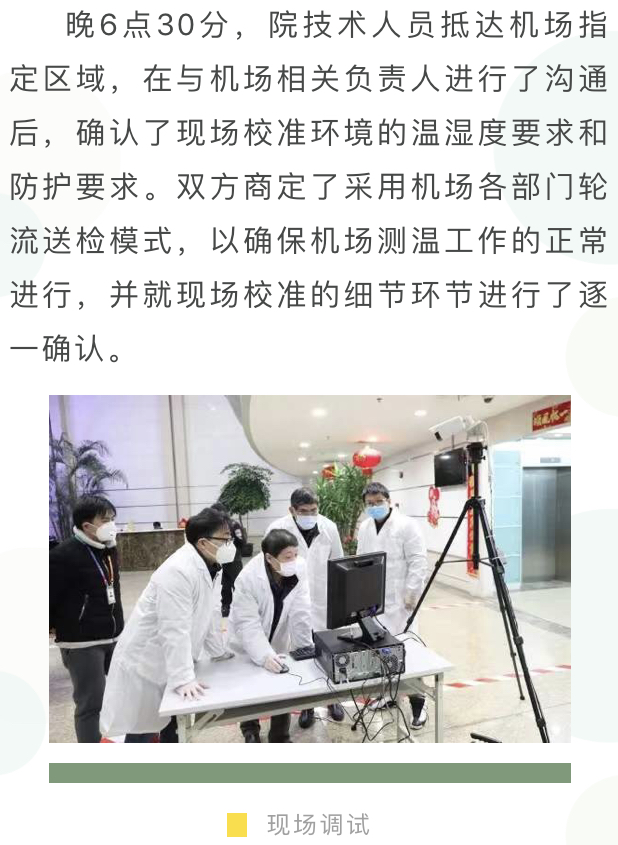 晚6点30分，院技术人员抵达机场指
定区域，在与机场相关负责人进行了沟通
后，确认了现场校准环境的温湿度要求和
防护要求。双方商定了采用机场各部门轮
流送检模式，以确保机场测温工作的正常
进行，并就现场校准的细节环节进行了逐
一确认。
现场调试